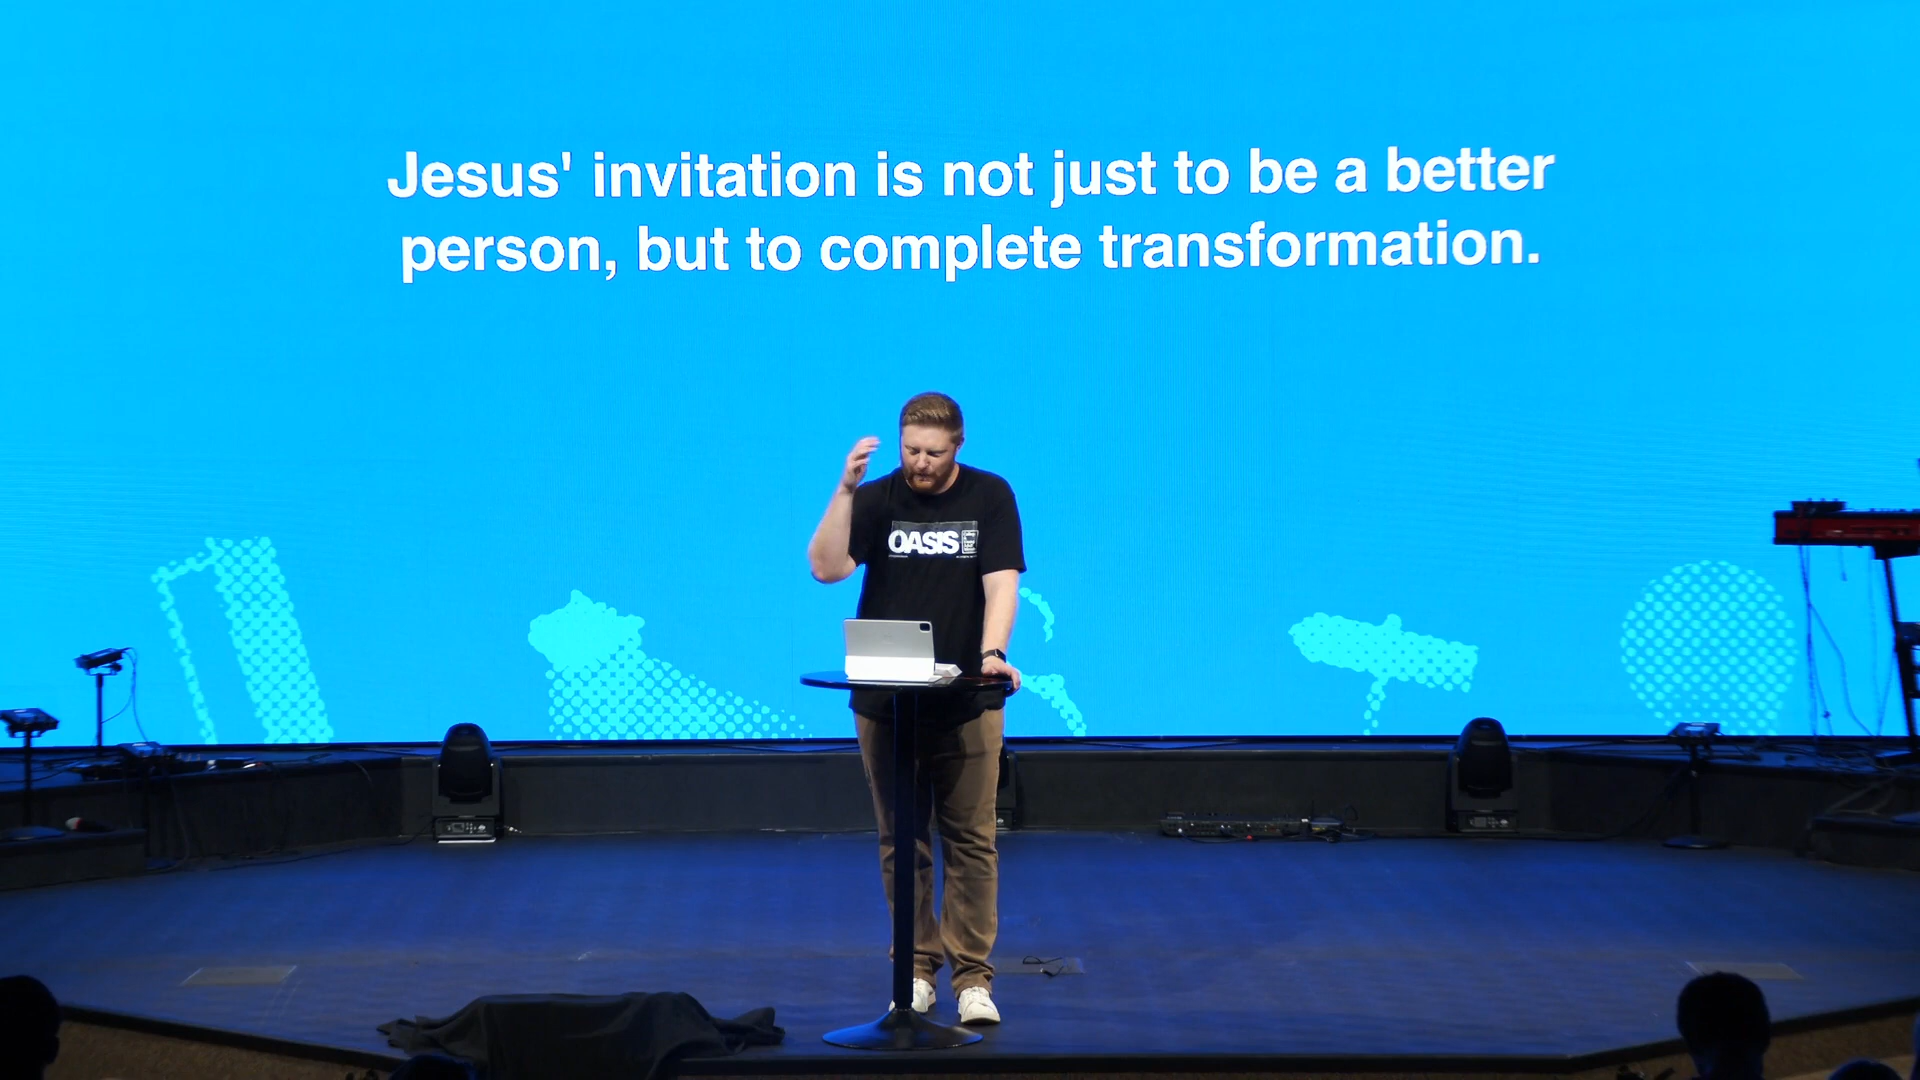 Jesus' invitation is not just to be a better
person, but to complete transformation.
OASIS